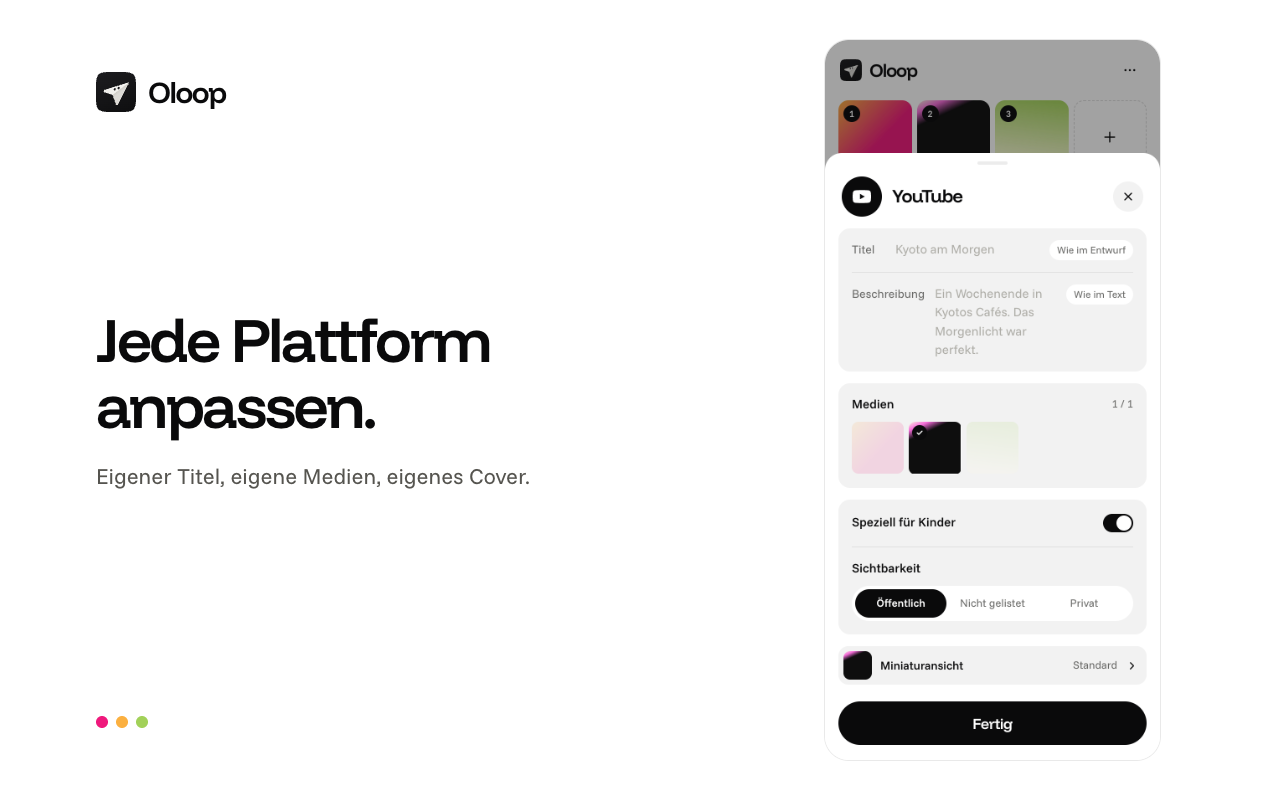 Oloop
Jede Plattform
anpassen.
Eigener Titel, eigene Medien, eigenes Cover.
Oloop
1
2
3
YouTube
Titel
Kyoto am Morgen
Wie im Entwurf
Beschreibung
Ein Wochenende in
Kyotos Cafés. Das
Morgenlicht war
perfekt.
Wie im Text
Medien
1 / 1
Speziell für Kinder
Sichtbarkeit
Öffentlich
Nicht gelistet
Privat
Miniaturansicht
Standard
Fertig